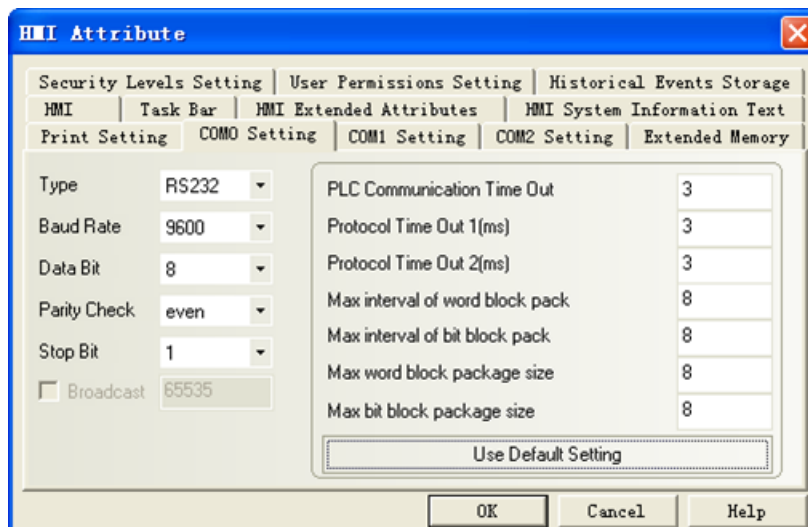 HMI Attribute
Security Levels Setting User Permissions Setting Historical Events Storage
HMI Task Bar HMI Extended Attributes HMI System Information Text
Print Setting COM0 Setting COM1 Setting COM2 Setting Extended Memory
Type RS232
Baud Rate 9600
Data Bit 8
Parity Check even
Stop Bit 1
Broadcast 65535
PLC Communication Time Out 3
Protocol Time Out 1(ms) 3
Protocol Time Out 2(ms) 3
Max interval of word block pack 8
Max interval of bit block pack 8
Max word block package size 8
Max bit block package size 8
Use Default Setting
OK Cancel Help